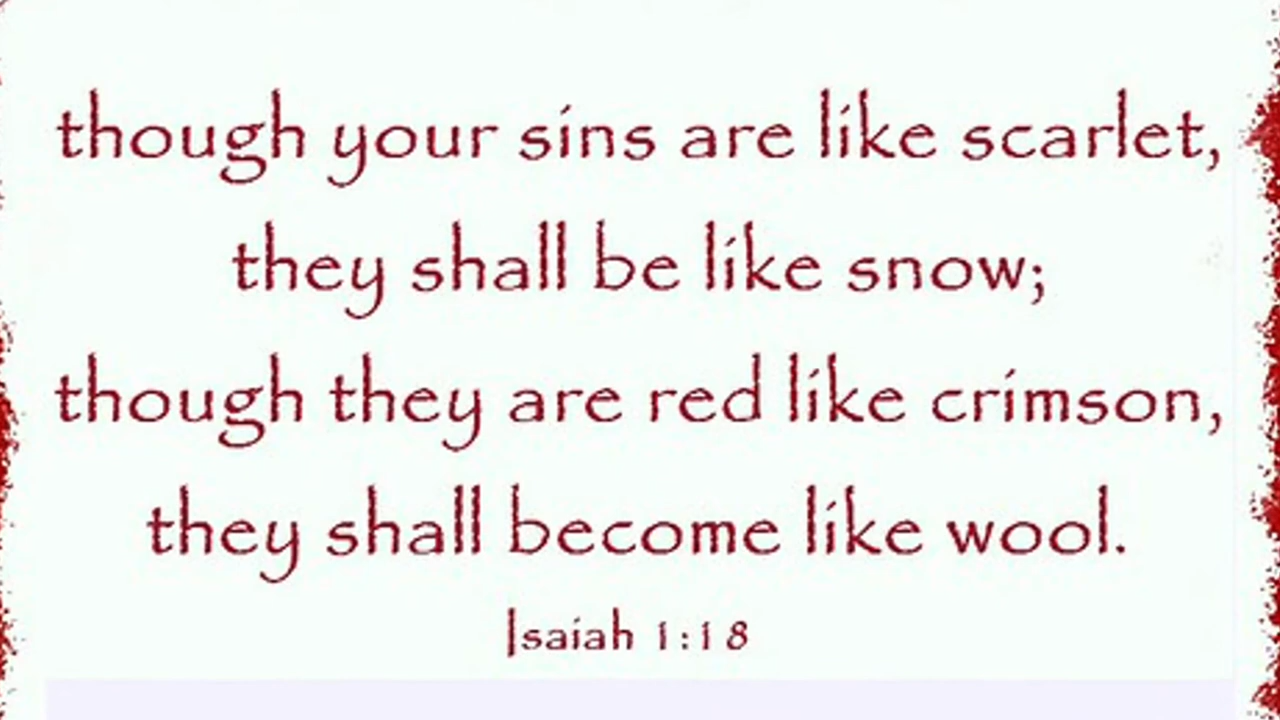 though your sins are like scarlet,
they shall be like snow;
though they are red like crimson,
they shall become like wool.
Isaiah 1:18